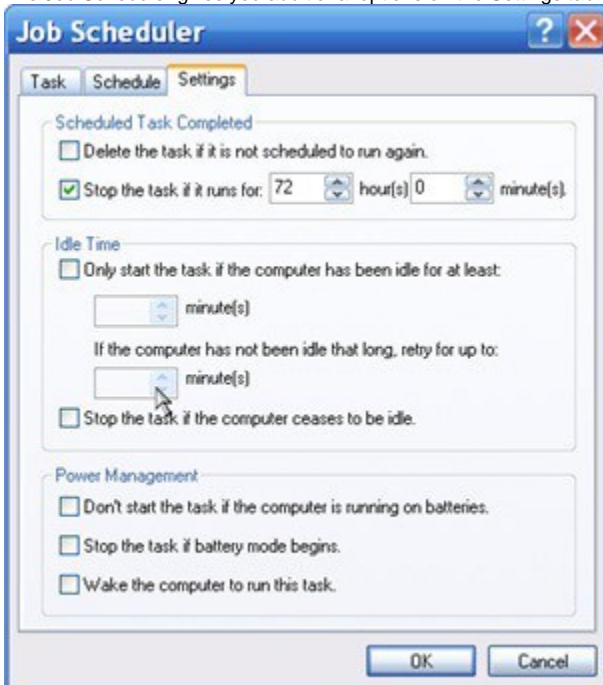 Job Scheduler
Task Schedule Settings
Scheduled Task Completed
Delete the task if it is not scheduled to run again.
Stop the task if it runs for: 72 hour(s) 0 minute(s).
Idle Time
Only start the task if the computer has been idle for at least:
minute(s)
If the computer has not been idle that long, retry for up to:
minute(s)
Stop the task if the computer ceases to be idle.
Power Management
Don't start the task if the computer is running on batteries.
Stop the task if battery mode begins.
Wake the computer to run this task.
OK Cancel